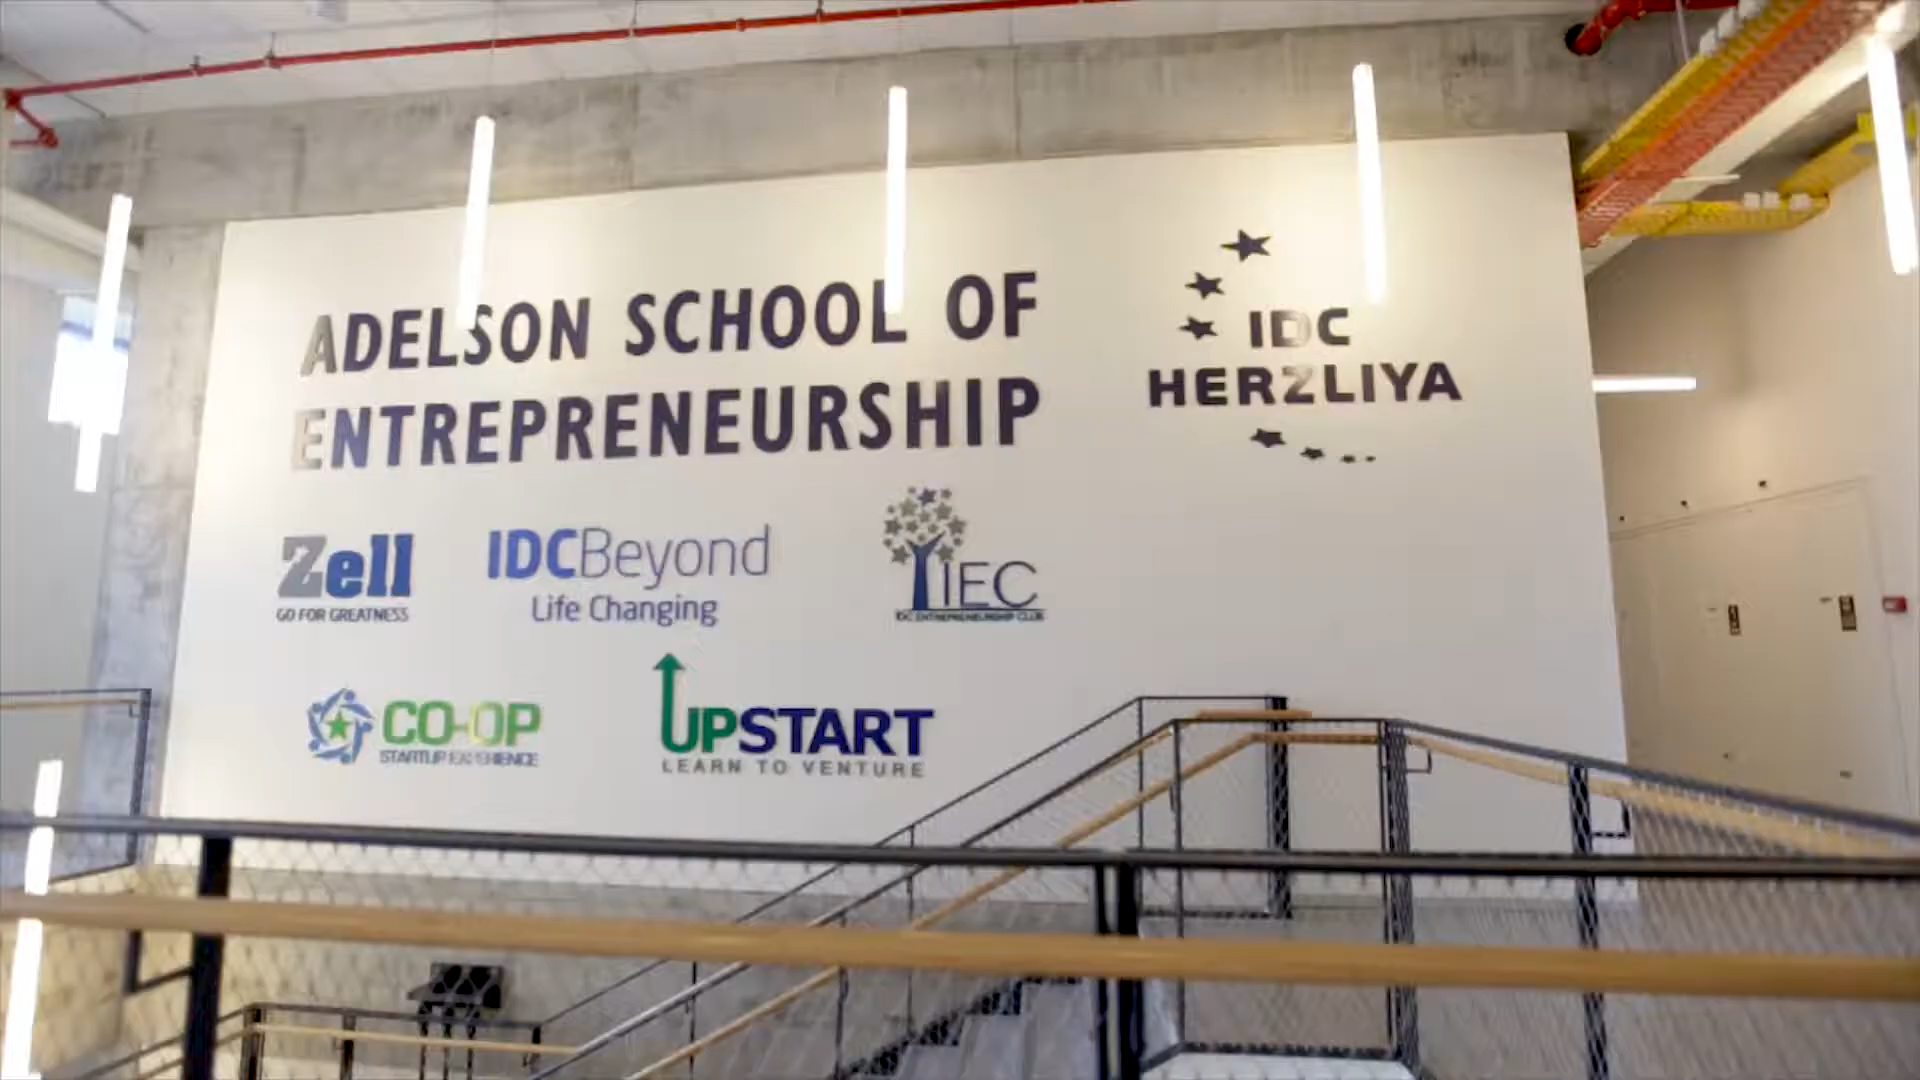 ADELSON SCHOOL OF
ENTREPRENEURSHIP
IDC
HERZLIYA
Zell
GO FOR GREATNESS
IDCBeyond
Life Changing
IEC
IDC ENTREPRENEURSHIP CLUB
CO-OP
STARTUP EXPERIENCE
UPSTART
LEARN TO VENTURE